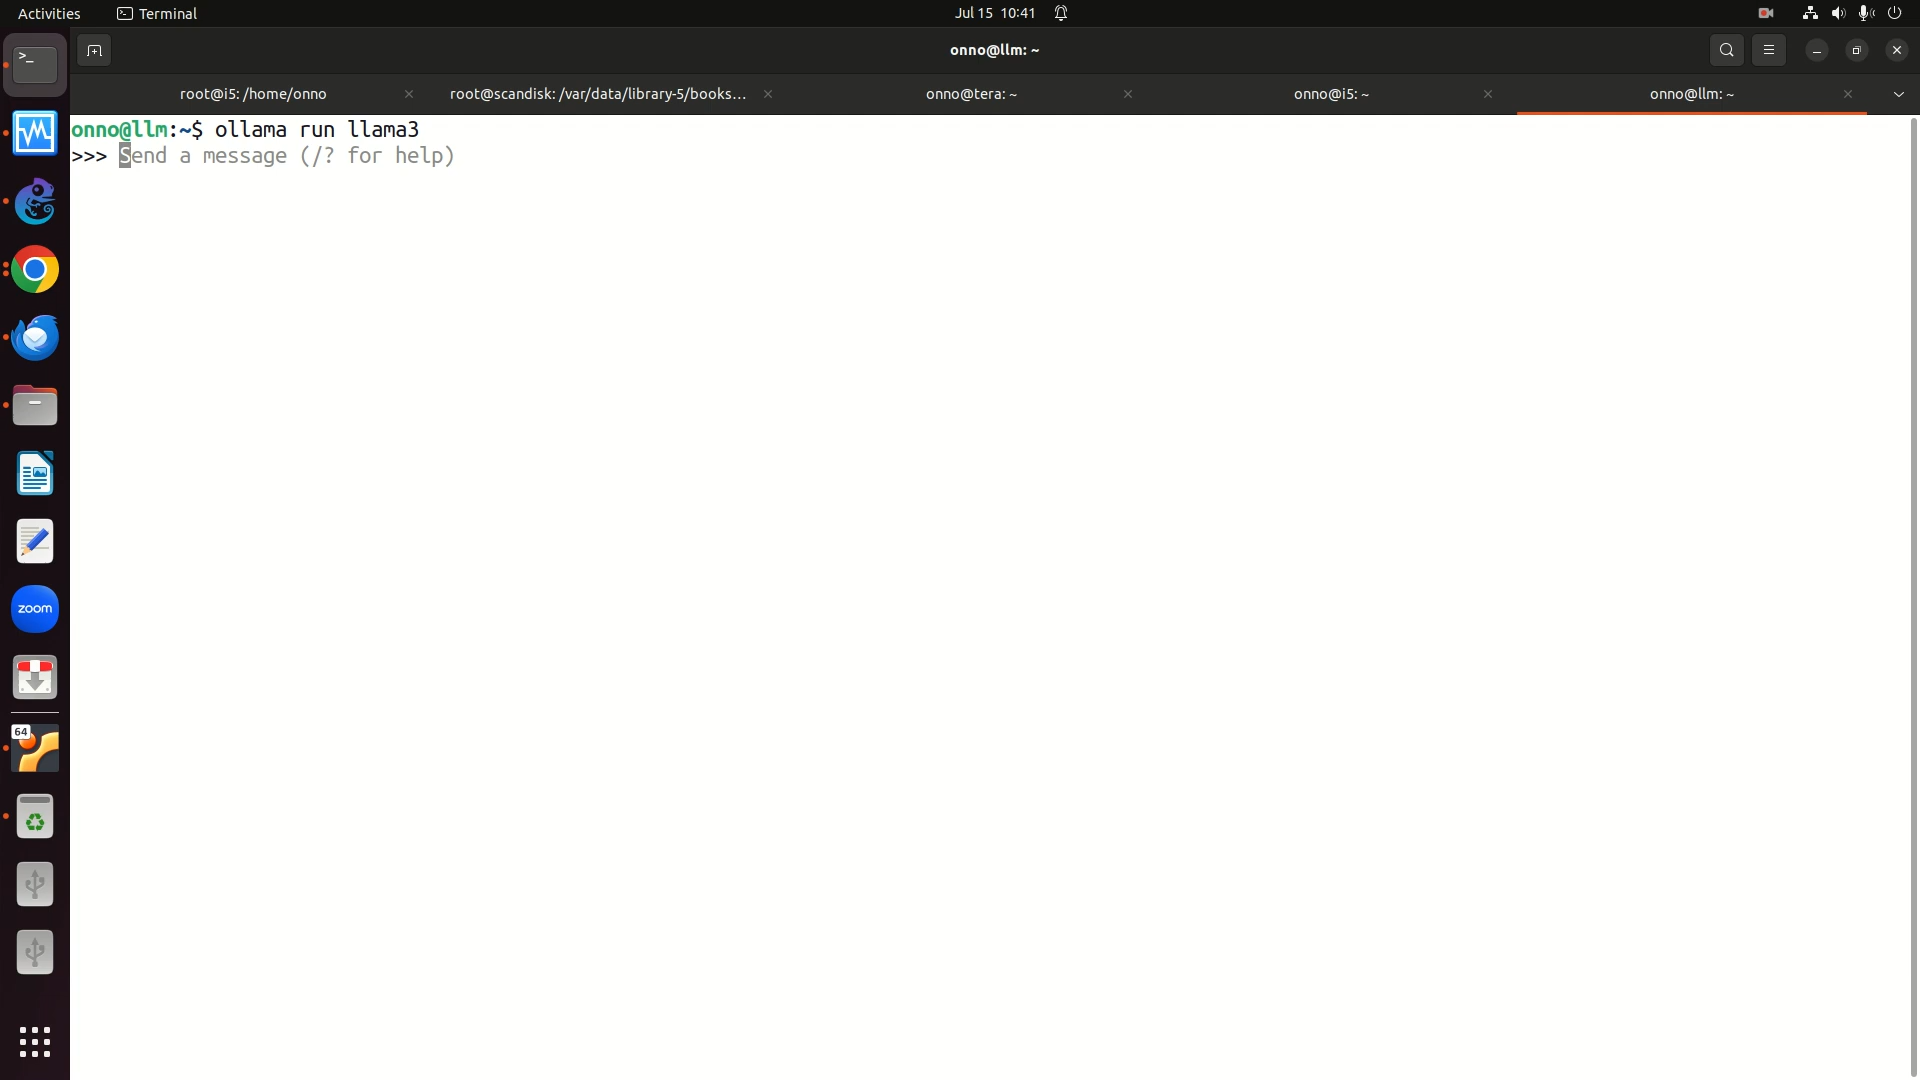 Activities
Terminal
Jul 15 10:41
onno@llm: ~
root@i5: /home/onno
root@scandisk: /var/data/library-5/books...
onno@tera: ~
onno@i5: ~
onno@llm: ~
onno@llm:~$ ollama run llama3
>>> Send a message (/? for help)
zoom
64